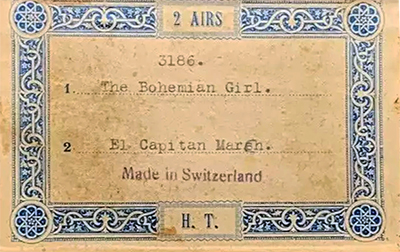 2 AIRS
3186.
1 The Bohemian Girl.
2 El Capitan March.
Made in Switzerland
H. T.